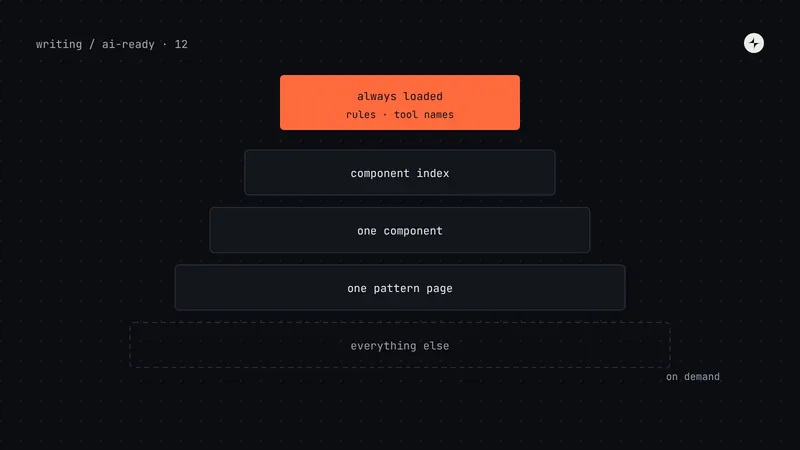 writing / ai-ready · 12
always loaded
rules · tool names
component index
one component
one pattern page
everything else
on demand